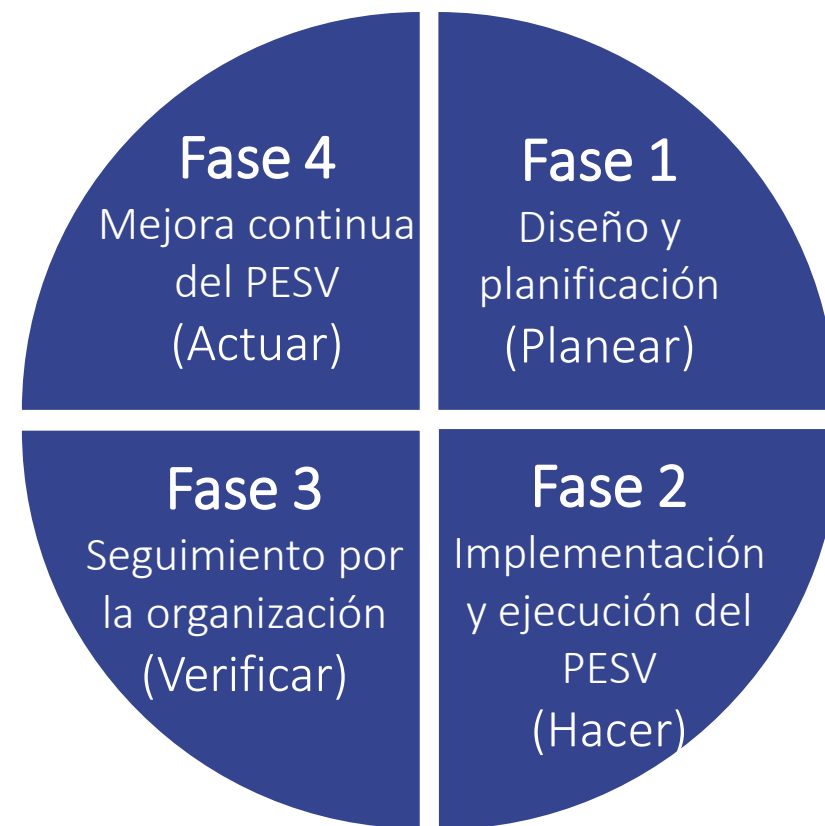 Fase 4
Mejora continua
del PESV
(Actuar)
Fase 1
Diseño y
planificación
(Planear)
Fase 3
Seguimiento por
la organización
(Verificar)
Fase 2
Implementación
y ejecución del
PESV
(Hacer)